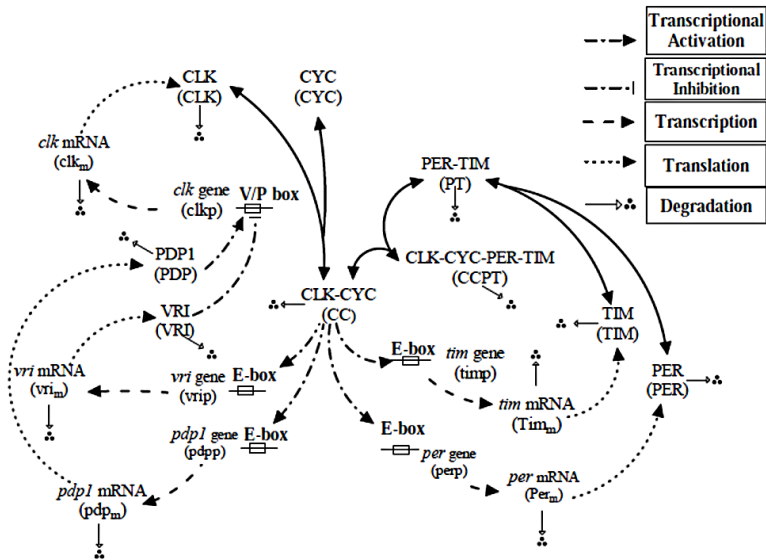 Transcriptional
Activation
Transcriptional
Inhibition
Transcription
Translation
Degradation
CLK
(CLK)
CYC
(CYC)
clk mRNA
(clkm)
clk gene
(clkp)
V/P box
PDP1
(PDP)
VRI
(VRI)
vri mRNA
(vrim)
vri gene
(vrip)
E-box
pdp1 gene
(pdpp)
E-box
pdp1 mRNA
(pdpm)
CLK-CYC
(CC)
PER-TIM
(PT)
CLK-CYC-PER-TIM
(CCPT)
E-box
tim gene
(timp)
tim mRNA
(Timm)
TIM
(TIM)
PER
(PER)
E-box
per gene
(perp)
per mRNA
(Perm)